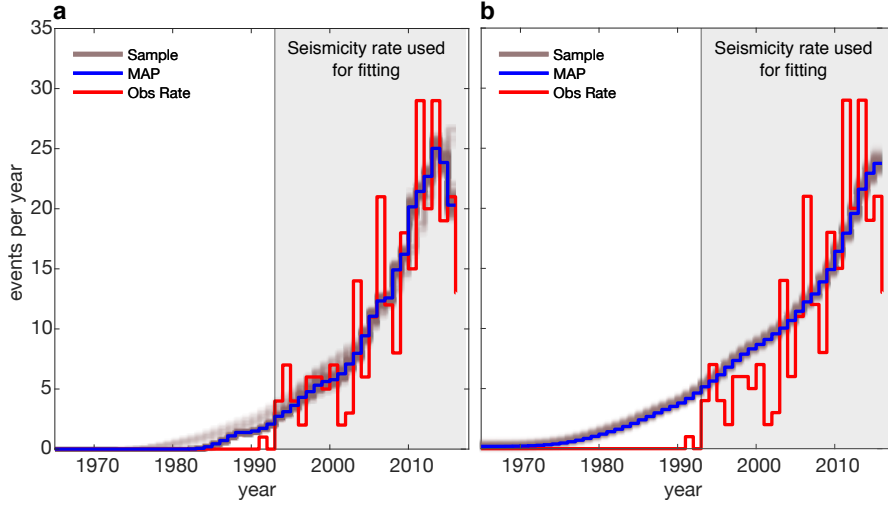 a
35
30
25
20
15
10
5
0
events per year
Sample
MAP
Obs Rate
Seismicity rate used
for fitting
1970
1980
1990
2000
2010
year
b
Sample
MAP
Obs Rate
Seismicity rate used
for fitting
1970
1980
1990
2000
2010
year